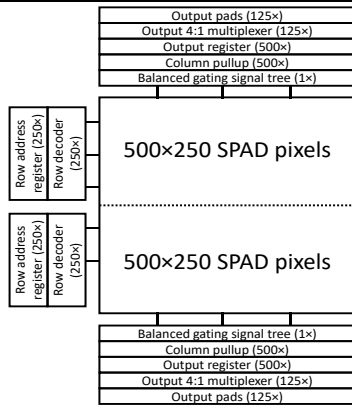 Output pads (125×)
Output 4:1 multiplexer (125×)
Output register (500×)
Column pullup (500×)
Balanced gating signal tree (1×)
Row address
register (250×)
Row decoder
(250×)
500×250 SPAD pixels
Row address
register (250×)
Row decoder
(250×)
500×250 SPAD pixels
Balanced gating signal tree (1×)
Column pullup (500×)
Output register (500×)
Output 4:1 multiplexer (125×)
Output pads (125×)